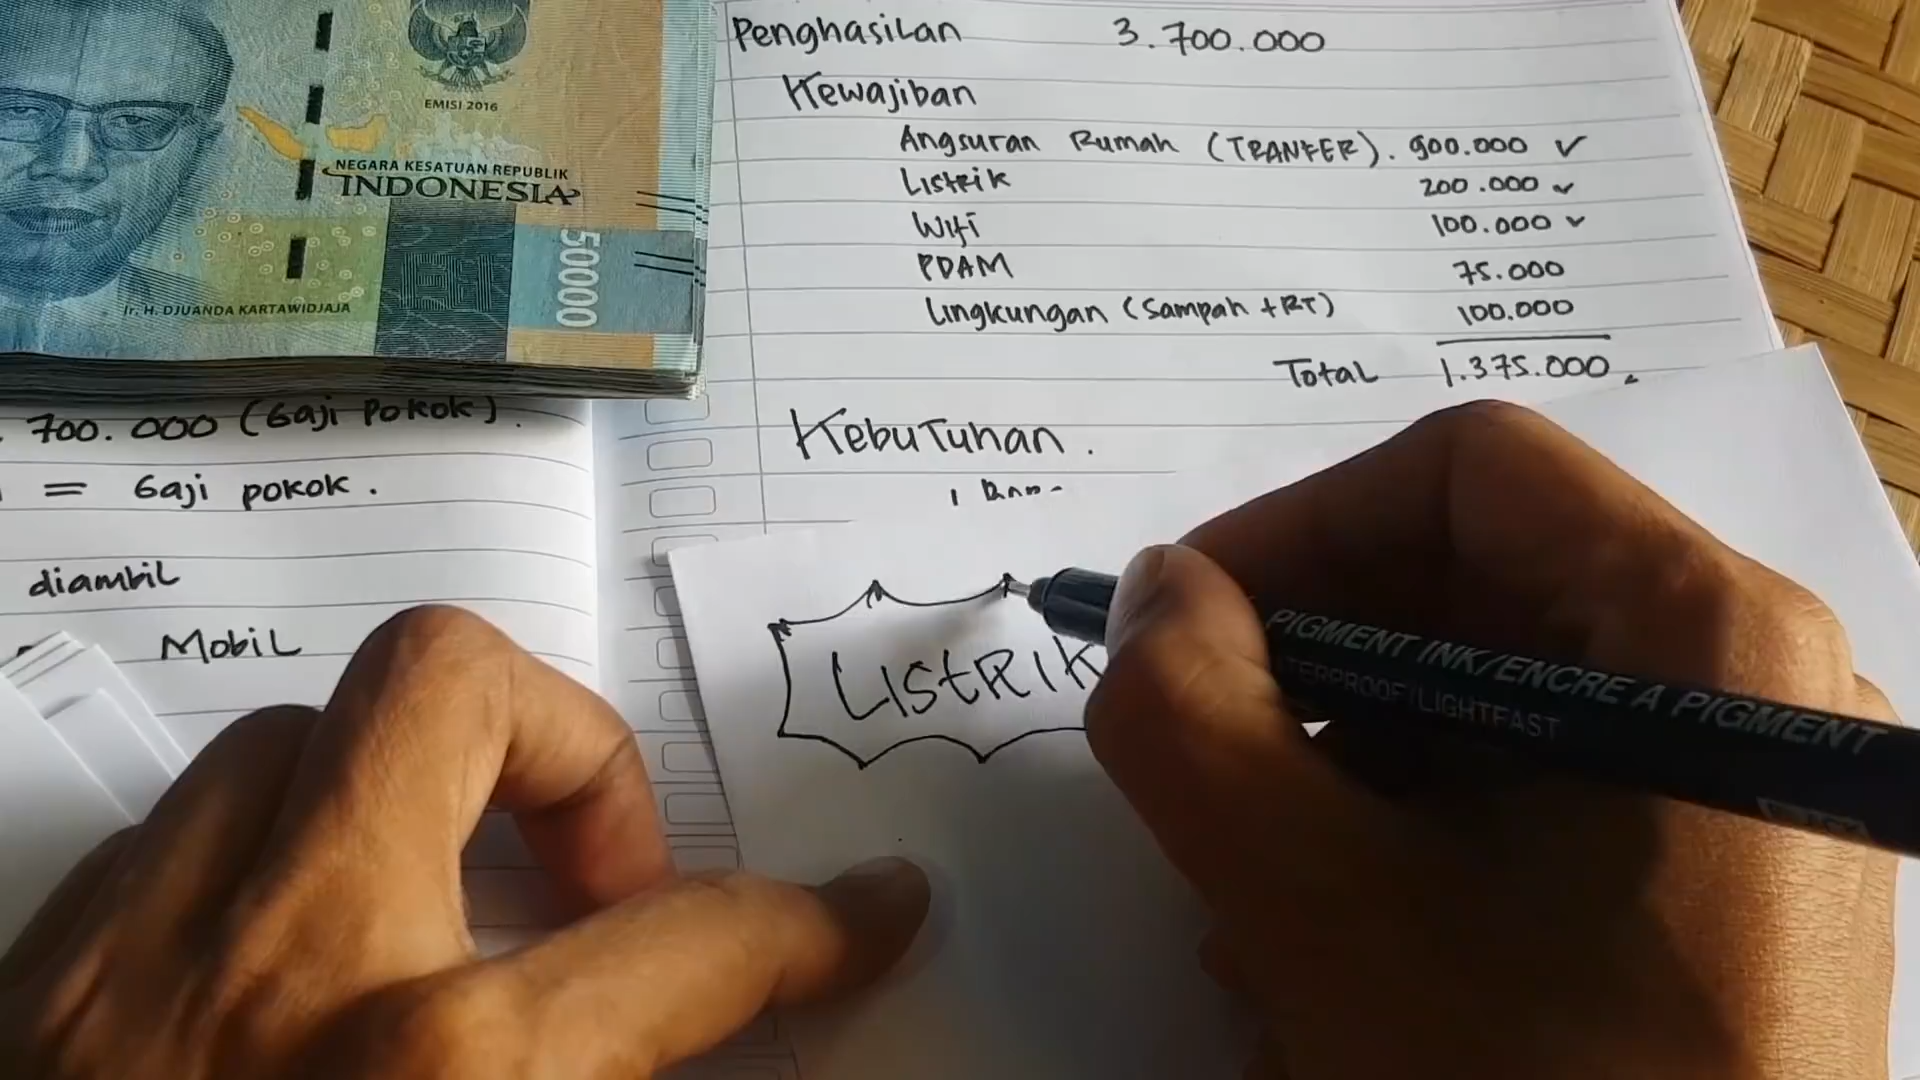 EMISI 2016
NEGARA KESATUAN REPUBLIK
INDONESIA
50000
Ir. H. DJUANDA KARTAWIDJAJA
700.000 (Gaji Pokok).
= Gaji pokok.
diambil
Mobil
Penghasilan 3.700.000
Kewajiban
Angsuran Rumah (TRANFER). 900.000 ✓
Listrik 200.000 ✓
Wifi 100.000 ✓
PDAM 75.000
Lingkungan (Sampah + RT) 100.000
Total 1.375.000
Kebutuhan.
Listrik
PIGMENT INK/ENCRE A PIGMENT
TERPROOF/LIGHTFAST